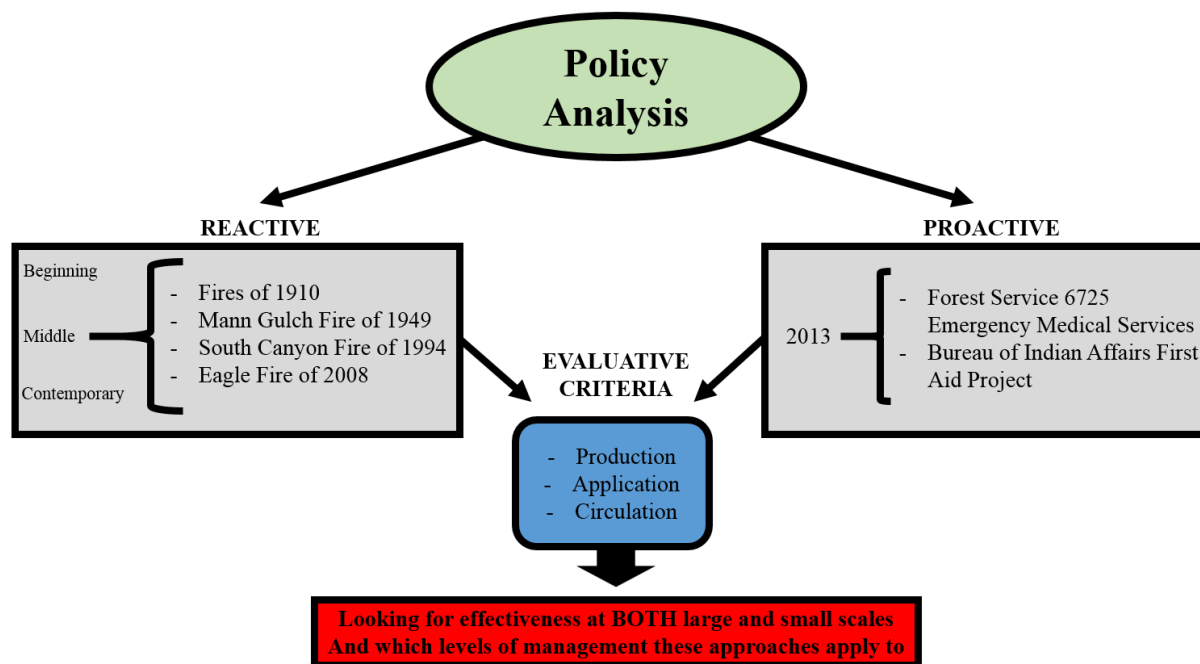 Policy
Analysis
REACTIVE
Beginning
Middle
Contemporary
- Fires of 1910
- Mann Gulch Fire of 1949
- South Canyon Fire of 1994
- Eagle Fire of 2008
PROACTIVE
2013
- Forest Service 6725
Emergency Medical Services
- Bureau of Indian Affairs First
Aid Project
EVALUATIVE
CRITERIA
- Production
- Application
- Circulation
Looking for effectiveness at BOTH large and small scales
And which levels of management these approaches apply to